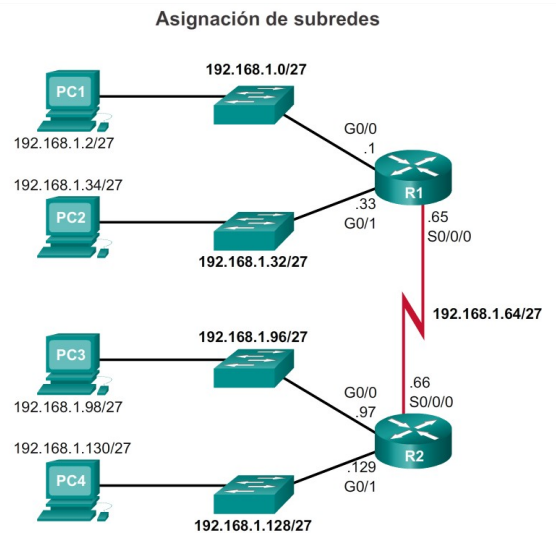 Asignación de subredes
192.168.1.0/27
PC1
192.168.1.2/27
G0/0
.1
R1
192.168.1.34/27
PC2
.33
G0/1
192.168.1.32/27
.65
S0/0/0
192.168.1.64/27
192.168.1.96/27
PC3
192.168.1.98/27
.66
S0/0/0
G0/0
.97
R2
192.168.1.130/27
PC4
.129
G0/1
192.168.1.128/27